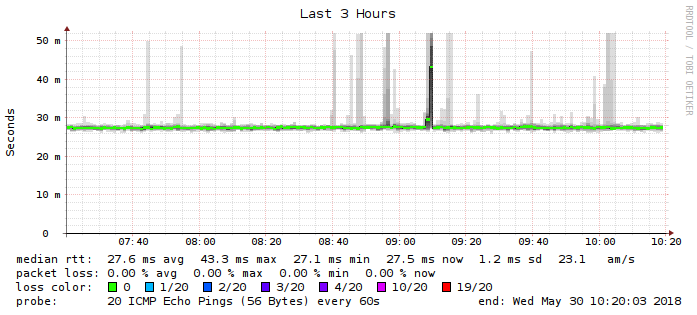 Last 3 Hours
RRDTOOL / TOBI OETIKER
Seconds
50 m
40 m
30 m
20 m
10 m
0
07:40 08:00 08:20 08:40 09:00 09:20 09:40 10:00 10:20
median rtt: 27.6 ms avg 43.3 ms max 27.1 ms min 27.5 ms now 1.2 ms sd 23.1 am/s
packet loss: 0.00 % avg 0.00 % max 0.00 % min 0.00 % now
loss color: 0 1/20 2/20 3/20 4/20 10/20 19/20
probe: 20 ICMP Echo Pings (56 Bytes) every 60s end: Wed May 30 10:20:03 2018